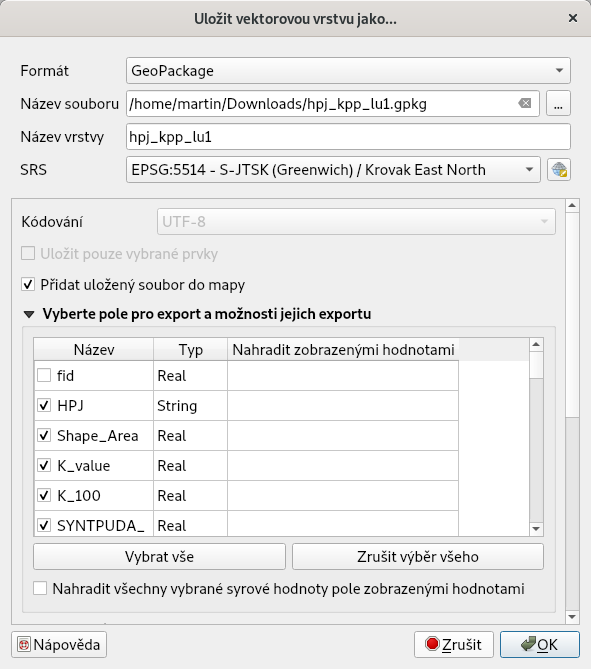 Uložit vektorovou vrstvu jako...
Formát GeoPackage
Název souboru /home/martin/Downloads/hpj_kpp_lu1.gpkg ...
Název vrstvy hpj_kpp_lu1
SRS EPSG:5514 - S-JTSK (Greenwich) / Krovak East North
Kódování UTF-8
Uložit pouze vybrané prvky
Přidat uložený soubor do mapy
Vyberte pole pro export a možnosti jejich exportu
Název Typ Nahradit zobrazenými hodnotami
fid Real
HPJ String
Shape_Area Real
K_value Real
K_100 Real
SYNTPUDA_ Real
Vybrat vše Zrušit výběr všeho
Nahradit všechny vybrané syrové hodnoty pole zobrazenými hodnotami
Nápověda Zrušit OK